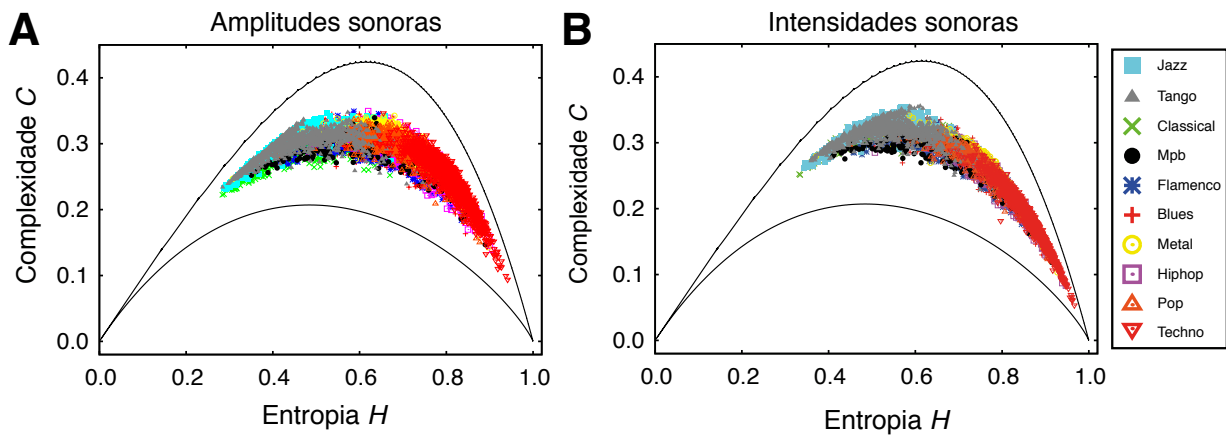 A
Amplitudes sonoras
Complexidade C
0.4
0.3
0.2
0.1
0.0
0.0 0.2 0.4 0.6 0.8 1.0
Entropia H
B
Intensidades sonoras
Complexidade C
0.4
0.3
0.2
0.1
0.0
0.0 0.2 0.4 0.6 0.8 1.0
Entropia H
Jazz
Tango
Classical
Mpb
Flamenco
Blues
Metal
Hiphop
Pop
Techno